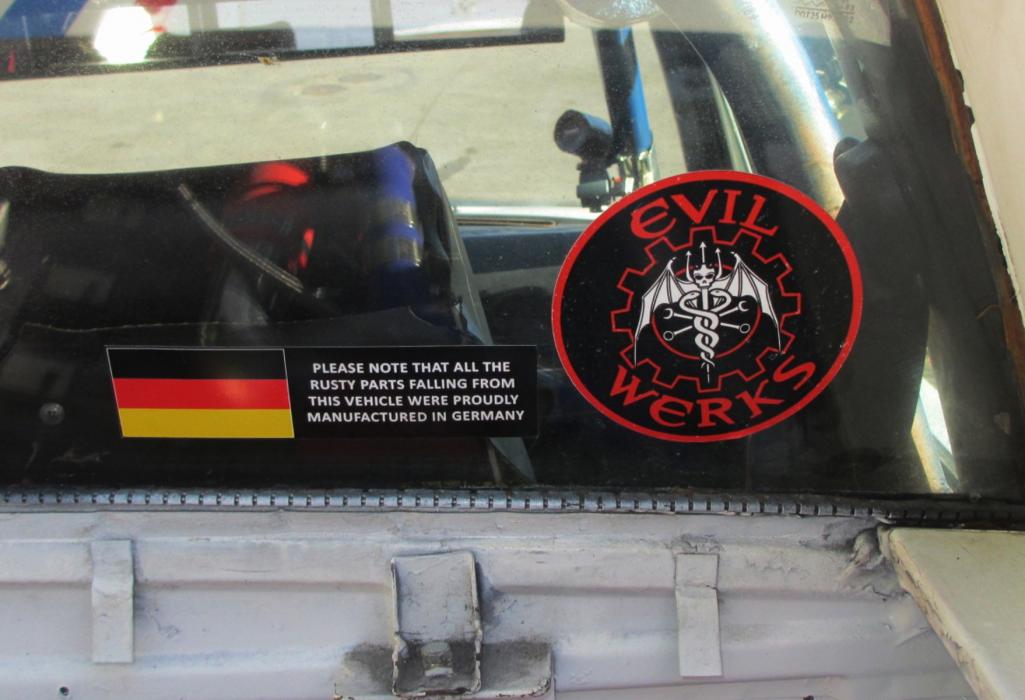 PLEASE NOTE THAT ALL THE
RUSTY PARTS FALLING FROM
THIS VEHICLE WERE PROUDLY
MANUFACTURED IN GERMANY
EVIL
WERKS